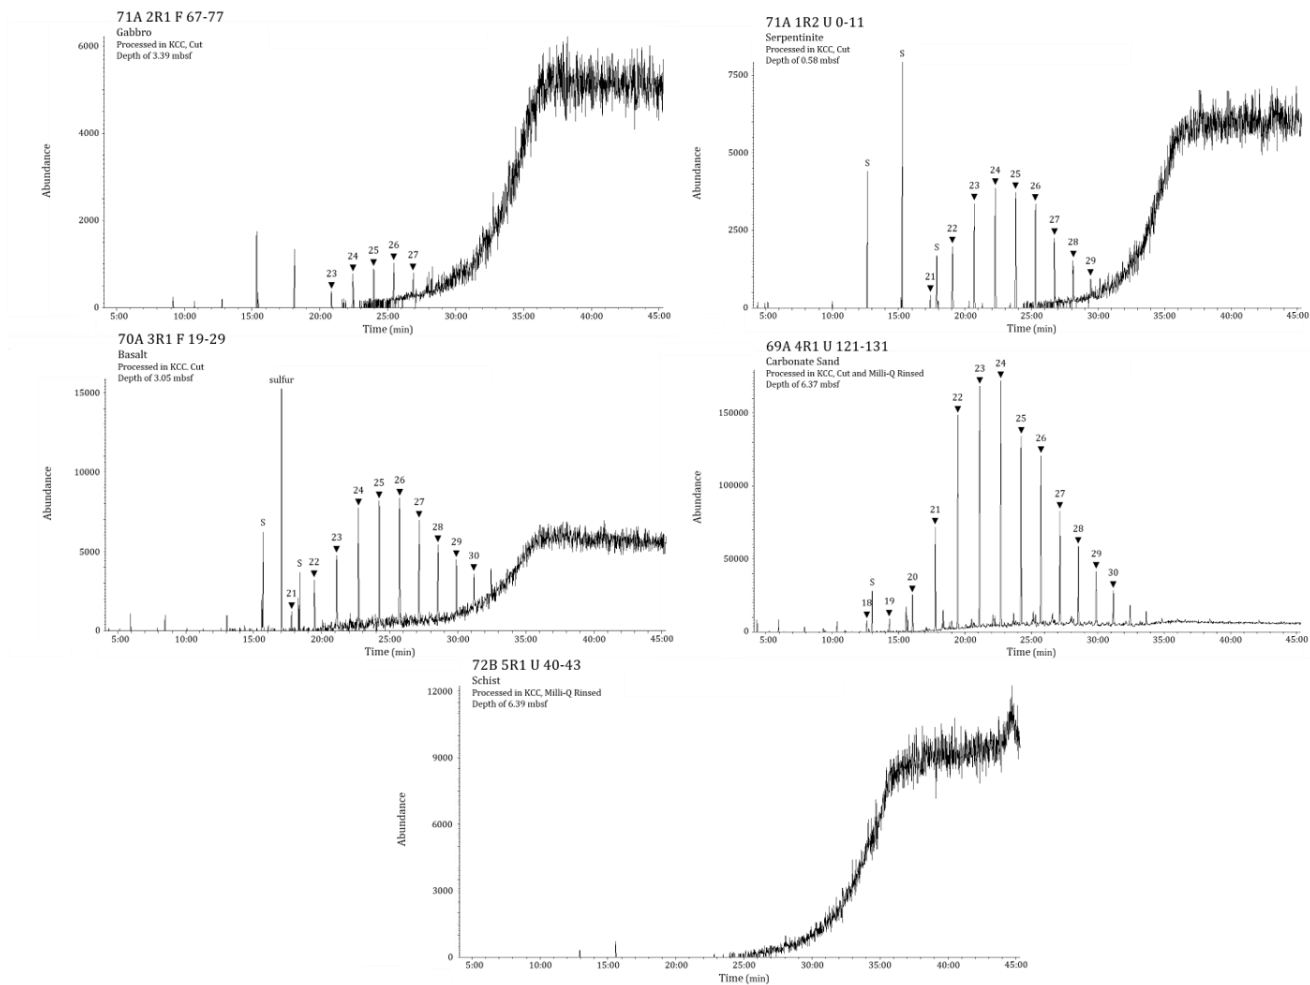 71A 2R1 F 67-77
Gabbro
Processed in KCC, Cut
Depth of 3.39 mbsf
Abundance
6000
4000
2000
0
23
24
25
26
27
5:00 10:00 15:00 20:00 25:00 30:00 35:00 40:00 45:00
Time (min)
71A 1R2 U 0-11
Serpentinite
Processed in KCC, Cut
Depth of 0.58 mbsf
Abundance
7500
5000
2500
0
S
S
21
S
22
23
24
25
26
27
28
29
5:00 10:00 15:00 20:00 25:00 30:00 35:00 40:00 45:00
Time (min)
70A 3R1 F 19-29
Basalt
Processed in KCC. Cut
Depth of 3.05 mbsf
Abundance
15000
10000
5000
0
S
sulfur
21
S
22
23
24
25
26
27
28
29
30
5:00 10:00 15:00 20:00 25:00 30:00 35:00 40:00 45:00
Time (min)
69A 4R1 U 121-131
Carbonate Sand
Processed in KCC, Cut and Milli-Q Rinsed
Depth of 6.37 mbsf
Abundance
150000
100000
50000
0
18
S
19
20
21
22
23
24
25
26
27
28
29
30
5:00 10:00 15:00 20:00 25:00 30:00 35:00 40:00 45:00
Time (min)
72B 5R1 U 40-43
Schist
Processed in KCC, Milli-Q Rinsed
Depth of 6.39 mbsf
Abundance
12000
9000
6000
3000
0
5:00 10:00 15:00 20:00 25:00 30:00 35:00 40:00 45:00
Time (min)